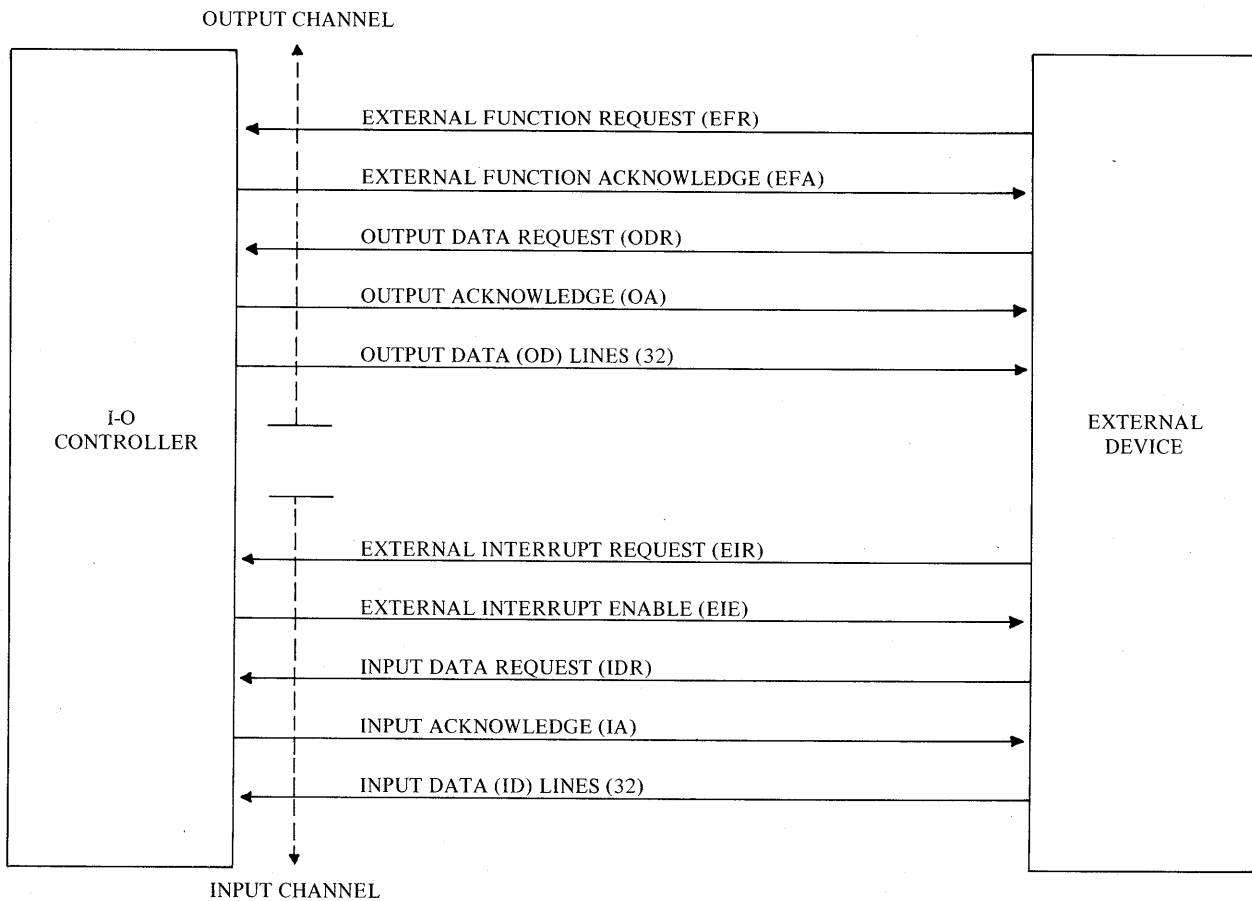 OUTPUT CHANNEL
EXTERNAL FUNCTION REQUEST (EFR)
EXTERNAL FUNCTION ACKNOWLEDGE (EFA)
OUTPUT DATA REQUEST (ODR)
OUTPUT ACKNOWLEDGE (OA)
OUTPUT DATA (OD) LINES (32)
I-O
CONTROLLER
EXTERNAL
DEVICE
EXTERNAL INTERRUPT REQUEST (EIR)
EXTERNAL INTERRUPT ENABLE (EIE)
INPUT DATA REQUEST (IDR)
INPUT ACKNOWLEDGE (IA)
INPUT DATA (ID) LINES (32)
INPUT CHANNEL